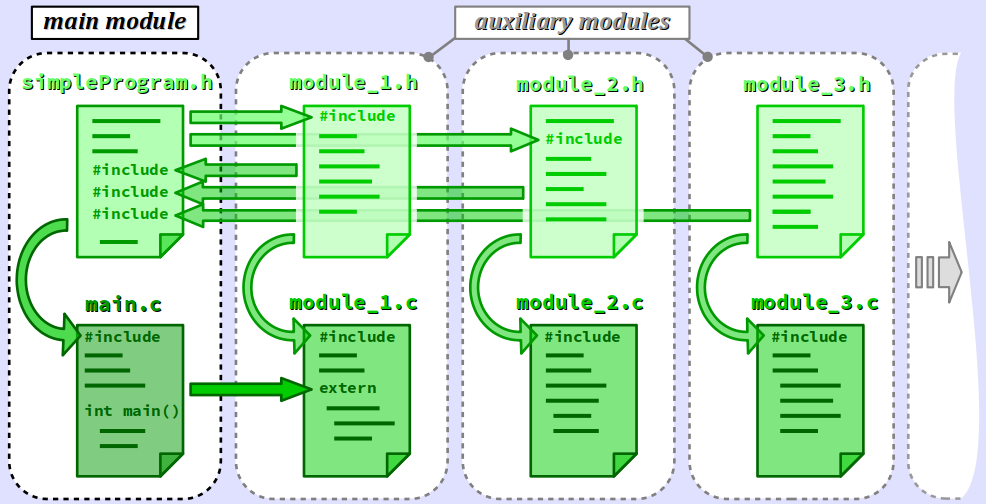 main module
auxiliary modules
simpleProgram.h
module_1.h
module_2.h
module_3.h
#include
#include
#include
#include
#include
main.c
module_1.c
module_2.c
module_3.c
#include
#include
#include
#include
extern
int main()